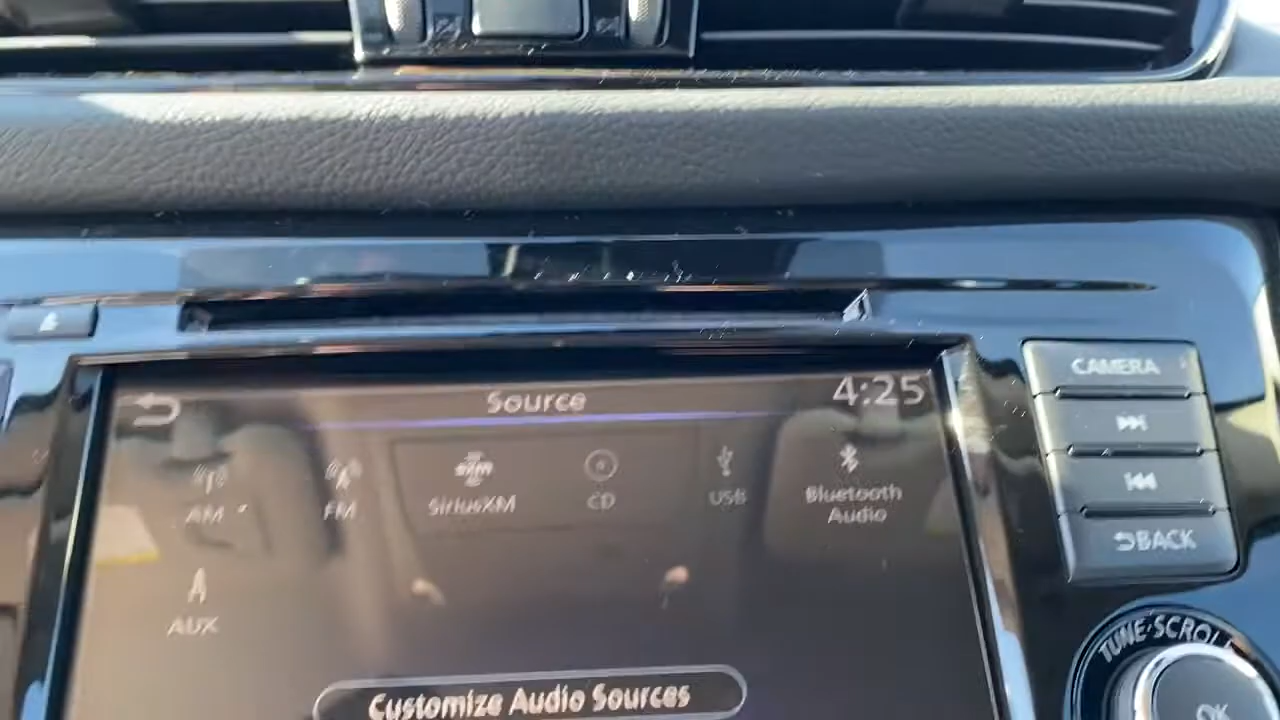 Source
4:25
CAMERA
AM
FM
SiriusXM
CD
USB
Bluetooth
Audio
BACK
AUX
TUNE·SCROLL
Customize Audio Sources
OK